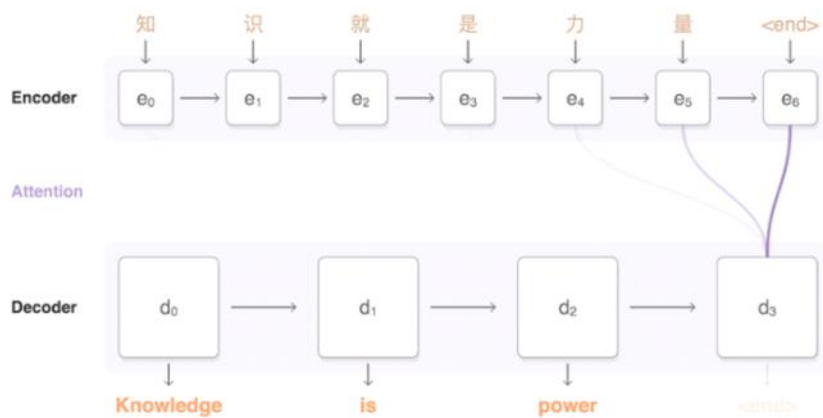 知 识 就 是 力 量 <end>
Encoder e₀ e₁ e₂ e₃ e₄ e₅ e₆
Attention
Decoder d₀ d₁ d₂ d₃
Knowledge is power <end>